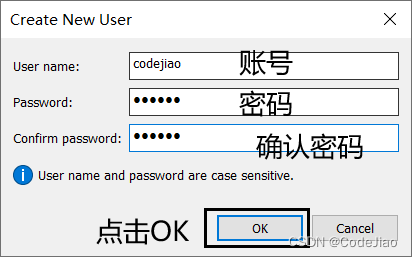 Create New User
User name: codejiao 账号
Password: •••••• 密码
Confirm password: •••••• 确认密码
User name and password are case sensitive.
点击OK OK Cancel
CSDN @CodeJiao